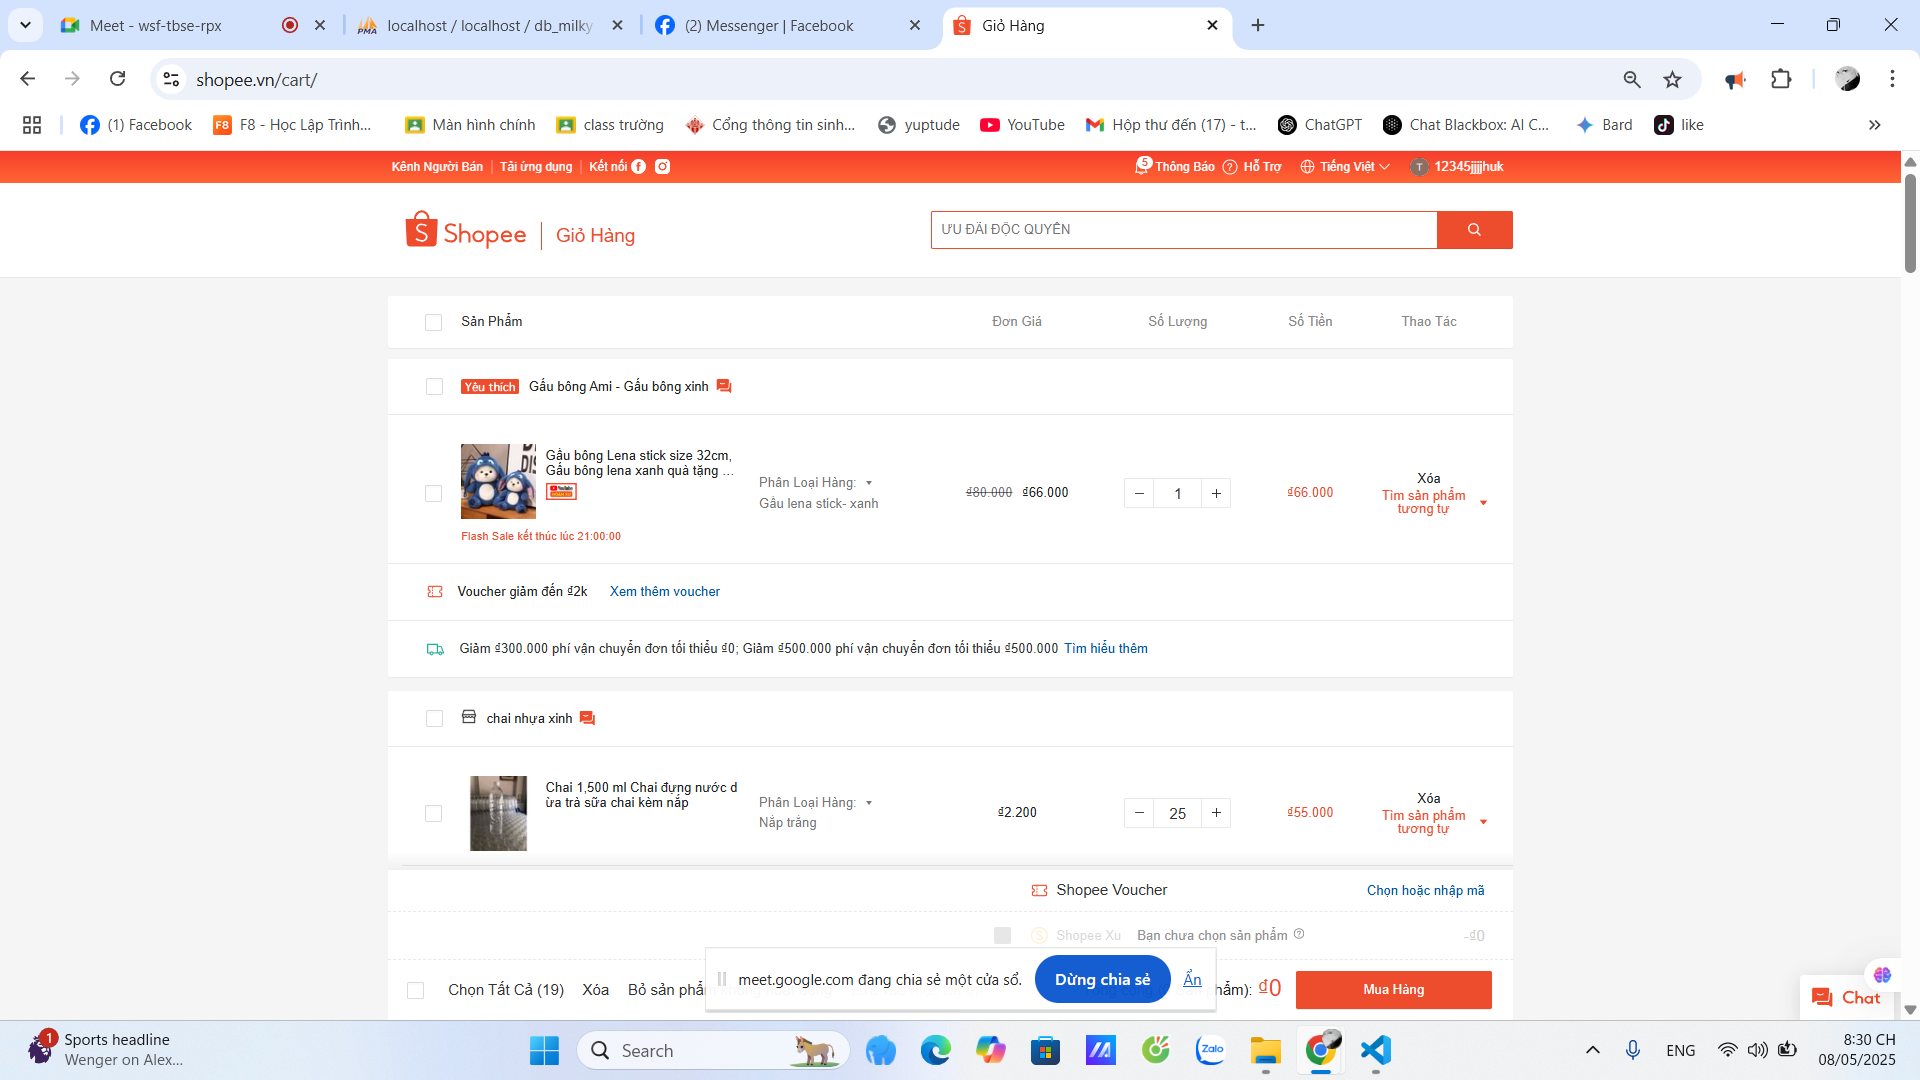 Meet - wsf-tbse-rpx
localhost / localhost / db_milky
(2) Messenger | Facebook
Giỏ Hàng
shopee.vn/cart/
(1) Facebook
F8 - Học Lập Trình...
Màn hình chính
class trường
Cổng thông tin sinh...
yuptude
YouTube
Hộp thư đến (17) - t...
ChatGPT
Chat Blackbox: AI C...
Bard
like
Kênh Người Bán
Tải ứng dụng
Kết nối
5
Thông Báo
Hỗ Trợ
Tiếng Việt
T
12345jjjjhuk
Shopee
Giỏ Hàng
ƯU ĐÃI ĐỘC QUYỀN
Sản Phẩm
Đơn Giá
Số Lượng
Số Tiền
Thao Tác
Yêu thích
Gấu bông Ami - Gấu bông xinh
Gấu bông Lena stick size 32cm,
Gấu bông lena xanh quà tặng ...
Flash Sale kết thúc lúc 21:00:00
Phân Loại Hàng:
Gấu lena stick- xanh
₫80.000 ₫66.000
1
₫66.000
Xóa
Tìm sản phẩm
tương tự
Voucher giảm đến ₫2k
Xem thêm voucher
Giảm ₫300.000 phí vận chuyển đơn tối thiểu ₫0; Giảm ₫500.000 phí vận chuyển đơn tối thiểu ₫500.000 Tìm hiểu thêm
chai nhựa xinh
Chai 1,500 ml Chai đựng nước d
ừa trà sữa chai kèm nắp
Phân Loại Hàng:
Nắp trắng
₫2.200
25
₫55.000
Xóa
Tìm sản phẩm
tương tự
Shopee Voucher
Chọn hoặc nhập mã
Shopee Xu
Bạn chưa chọn sản phẩm
-₫0
Chọn Tất Cả (19)
Xóa
Bỏ sản phẩ
meet.google.com đang chia sẻ một cửa sổ.
Dừng chia sẻ
Ẩn
hẩm): ₫0
Mua Hàng
Chat
1
Sports headline
Wenger on Alex...
Search
Zalo
ENG
8:30 CH
08/05/2025